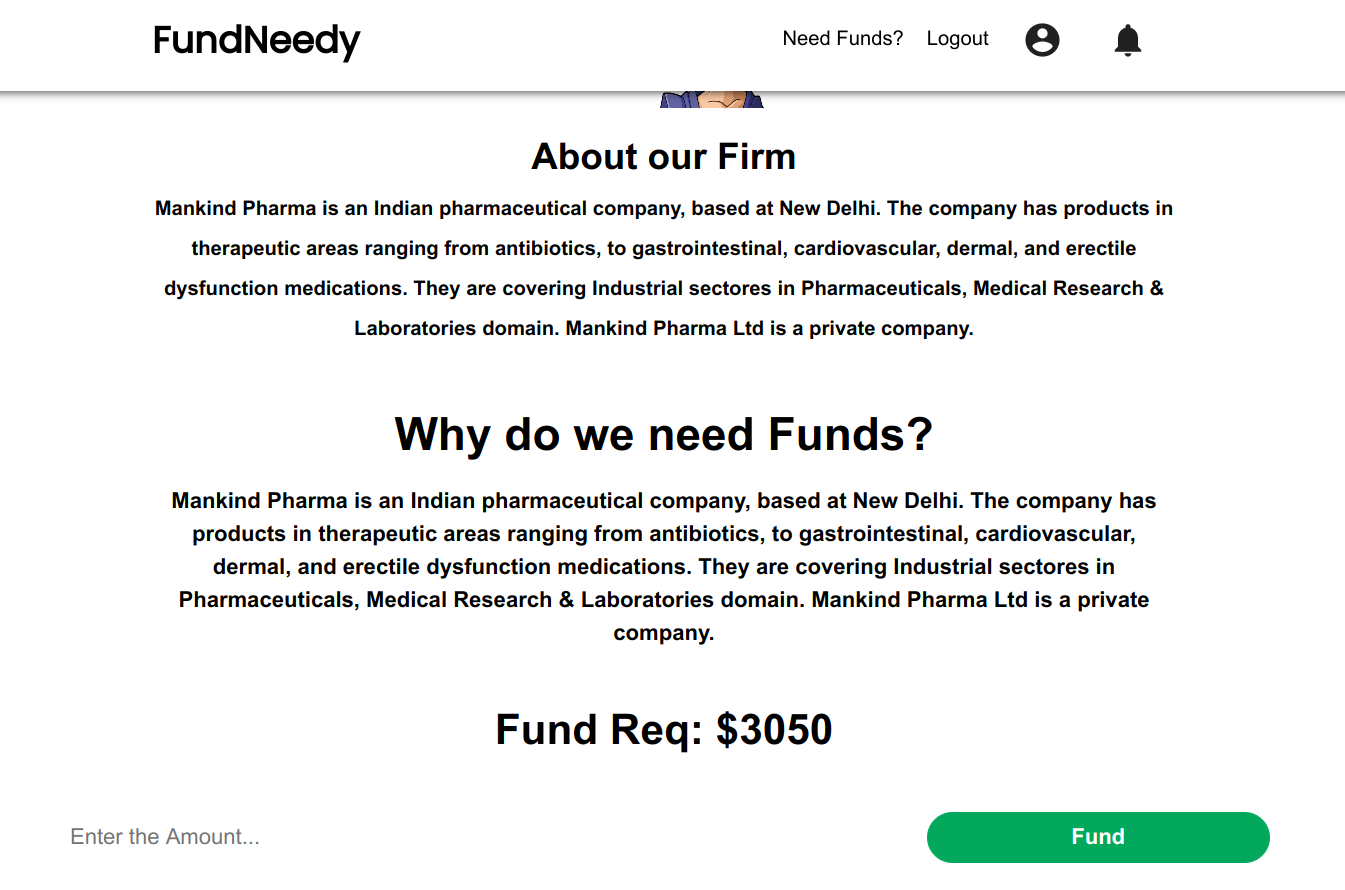 FundNeedy
Need Funds? Logout
About our Firm
Mankind Pharma is an Indian pharmaceutical company, based at New Delhi. The company has products in
therapeutic areas ranging from antibiotics, to gastrointestinal, cardiovascular, dermal, and erectile
dysfunction medications. They are covering Industrial sectores in Pharmaceuticals, Medical Research &
Laboratories domain. Mankind Pharma Ltd is a private company.
Why do we need Funds?
Mankind Pharma is an Indian pharmaceutical company, based at New Delhi. The company has
products in therapeutic areas ranging from antibiotics, to gastrointestinal, cardiovascular,
dermal, and erectile dysfunction medications. They are covering Industrial sectores in
Pharmaceuticals, Medical Research & Laboratories domain. Mankind Pharma Ltd is a private
company.
Fund Req: $3050
Enter the Amount...
Fund